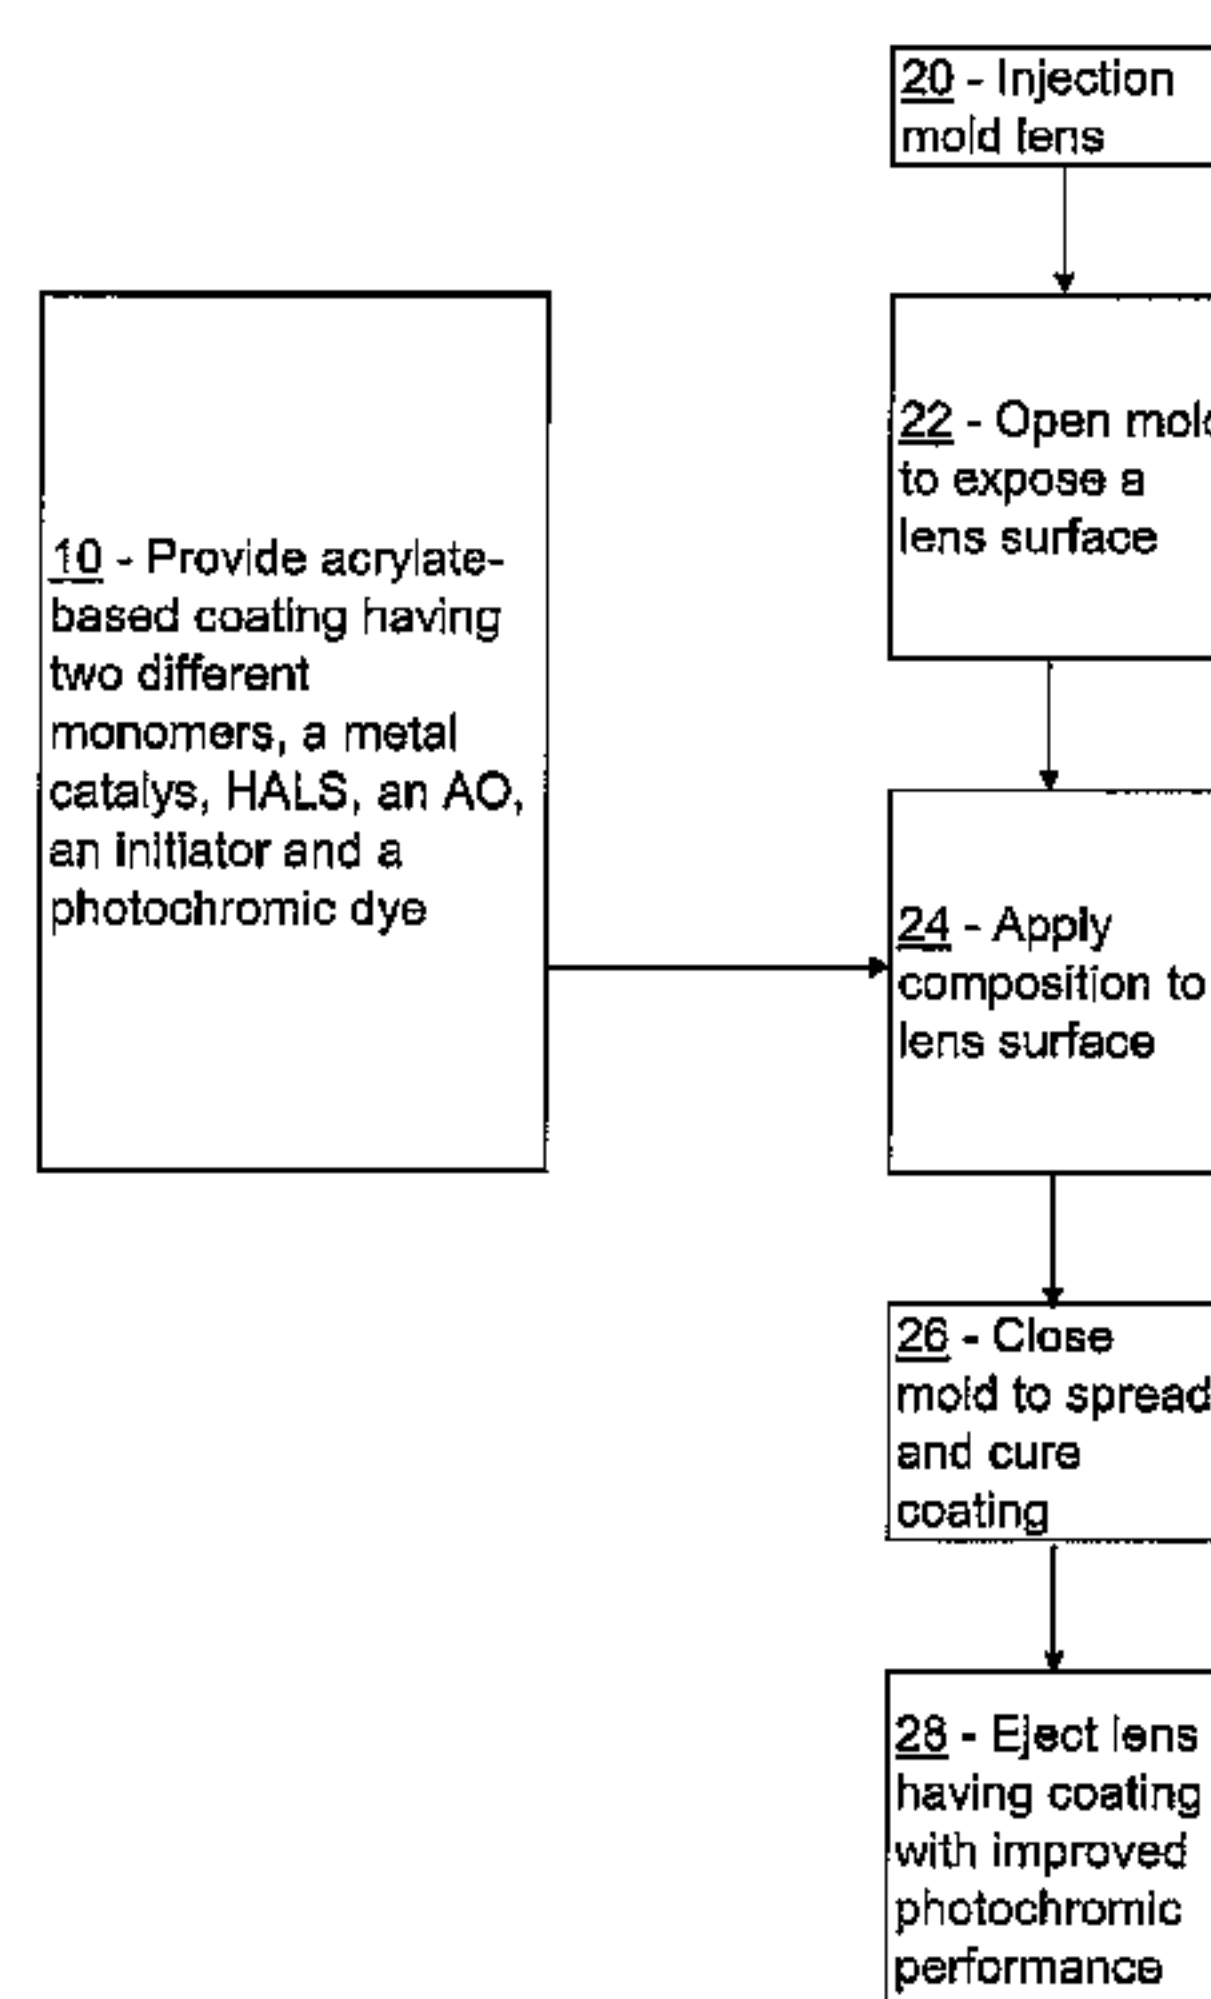 20 - Injection
mold lens
22 - Open mold
to expose a
lens surface
10 - Provide acrylate-
based coating having
two different
monomers, a metal
catalys, HALS, an AO,
an initiator and a
photochromic dye
24 - Apply
composition to
lens surface
26 - Close
mold to spread
and cure
coating
28 - Eject lens
having coating
with improved
photochromic
performance